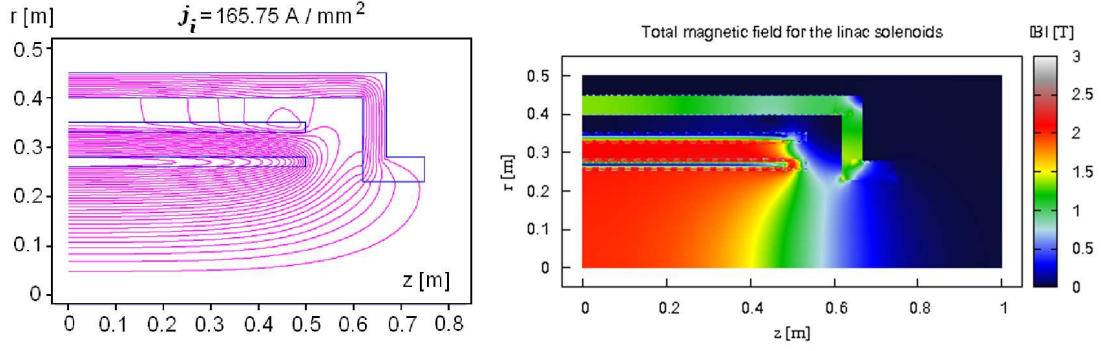 r [m]
j_i = 165.75 A / mm²
0.5
0.4
0.3
0.2
0.1
0
z [m]
0 0.1 0.2 0.3 0.4 0.5 0.6 0.7 0.8
Total magnetic field for the linac solenoids
|B| [T]
0.5
0.4
0.3
0.2
0.1
0
r [m]
0 0.2 0.4 0.6 0.8 1
z [m]
3
2.5
2
1.5
1
0.5
0